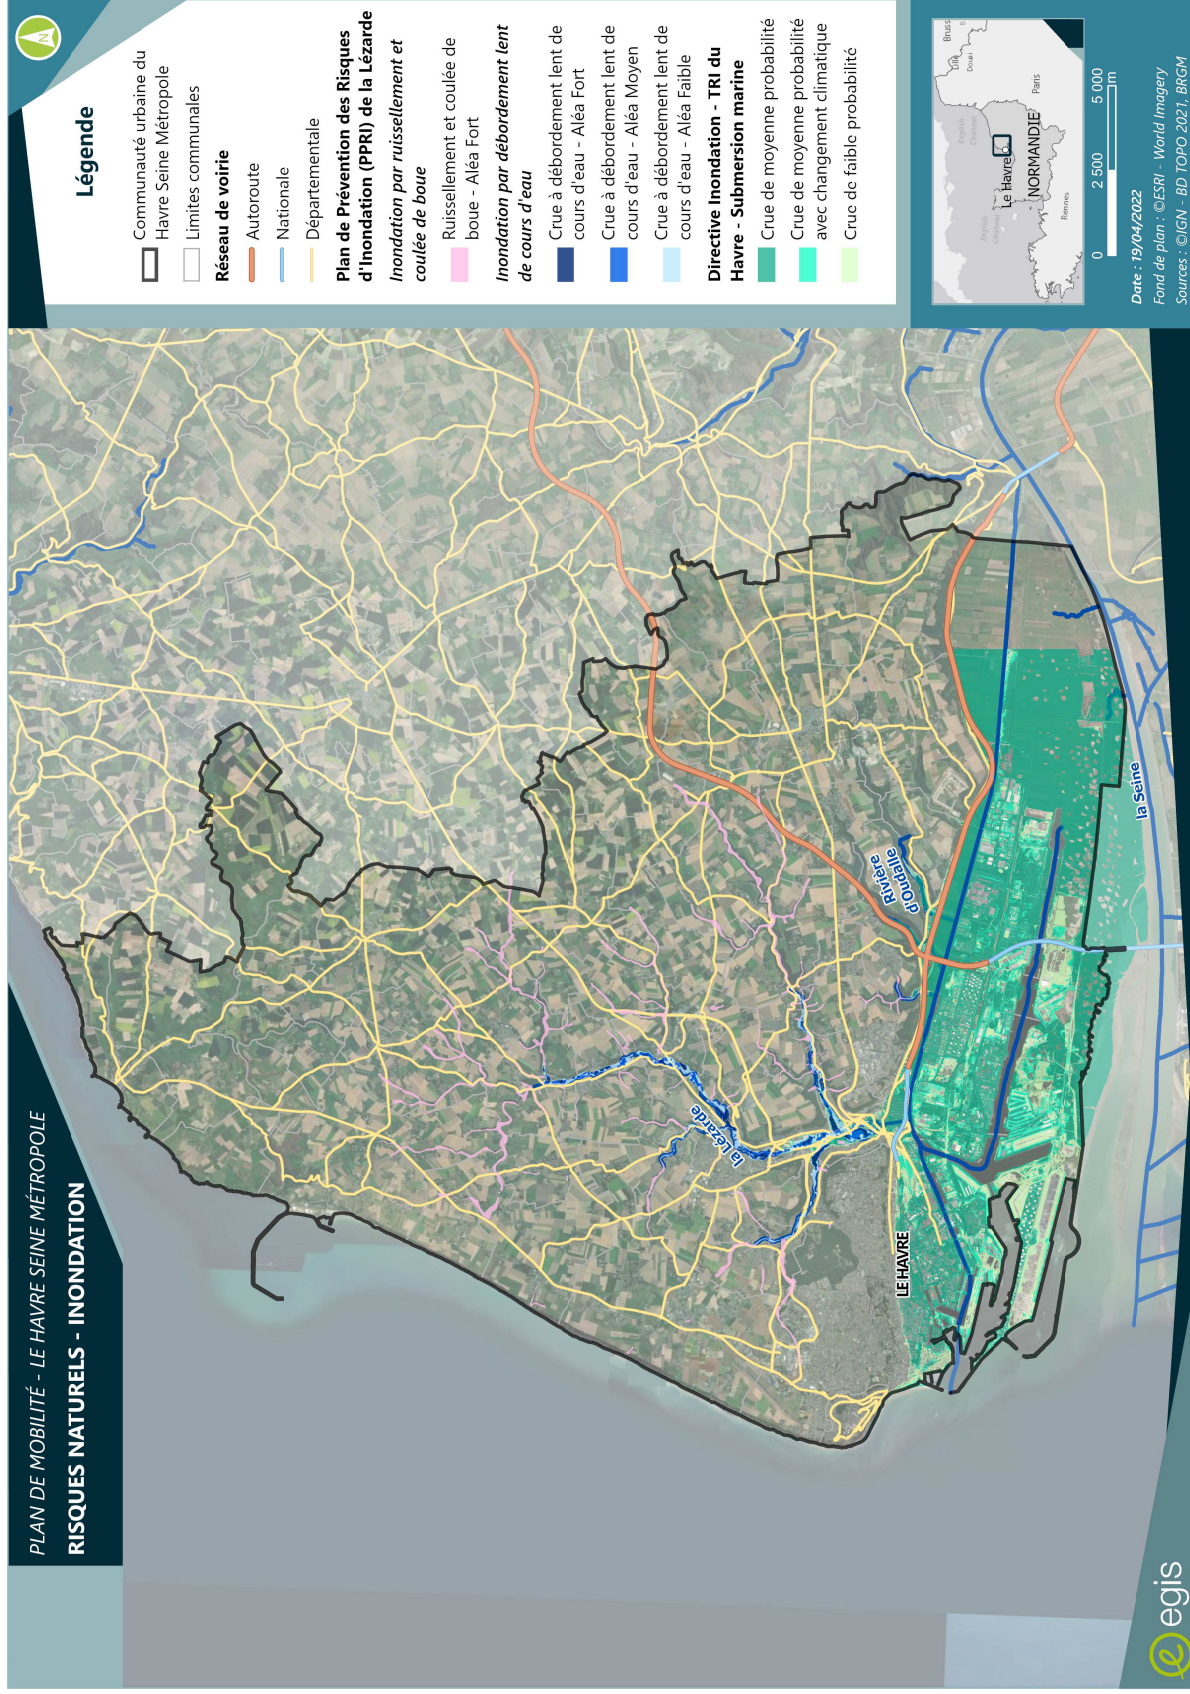 PLAN DE MOBILITÉ - LE HAVRE SEINE MÉTROPOLE
RISQUES NATURELS - INONDATION
N
Légende
Communauté urbaine du
Havre Seine Métropole
Limites communales
Réseau de voirie
Autoroute
Nationale
Départementale
Plan de Prévention des Risques
d'Inondation (PPRI) de la Lézarde
Inondation par ruissellement et
coulée de boue
Ruissellement et coulée de
boue - Aléa Fort
Inondation par débordement lent
de cours d'eau
Crue à débordement lent de
cours d'eau - Aléa Fort
Crue à débordement lent de
cours d'eau - Aléa Moyen
Crue à débordement lent de
cours d'eau - Aléa Faible
Directive Inondation - TRI du
Havre - Submersion marine
Crue de moyenne probabilité
Crue de moyenne probabilité
avec changement climatique
Crue de faible probabilité
la Lézarde
Rivière
d'Oudalle
LE HAVRE
la Seine
Bruss
Lille
Douai
English
Channel
Paris
Le Havre
NORMANDIE
English
Channel
Rennes
0 2 500 5 000
m
Date : 19/04/2022
Fond de plan : ©ESRI - World Imagery
Sources : ©IGN - BD TOPO 2021, BRGM
egis